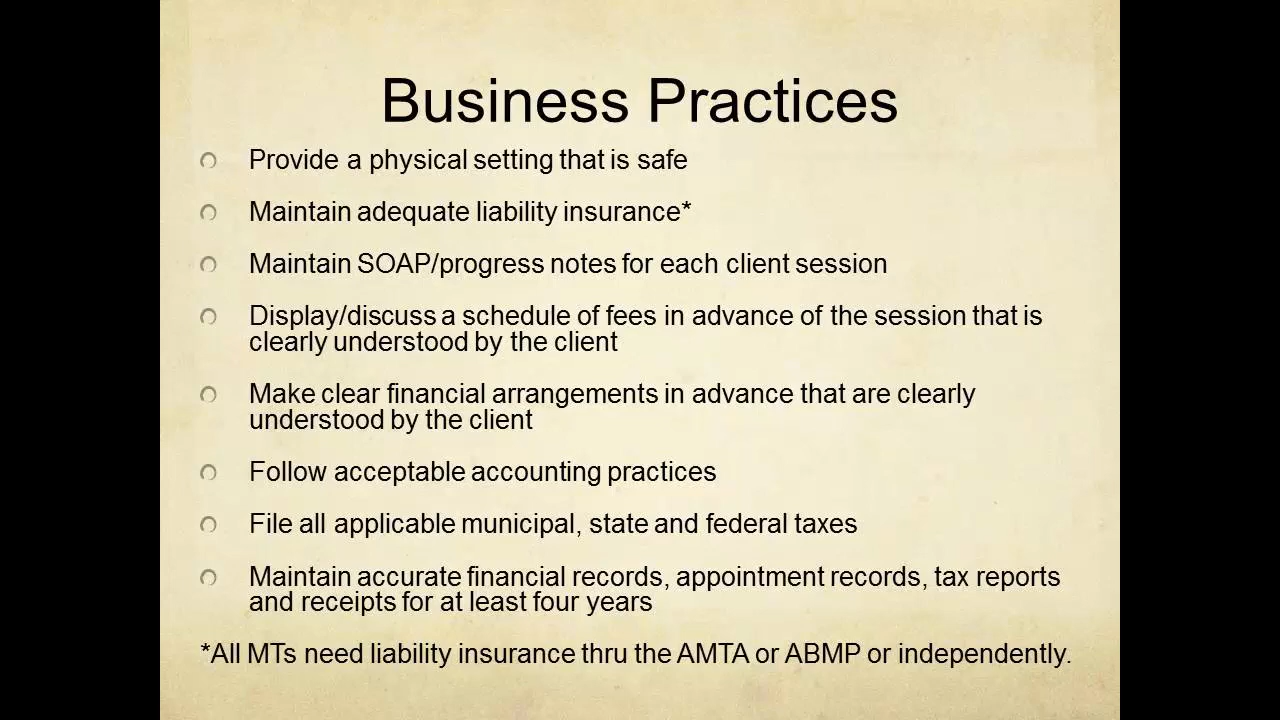 Business Practices
Provide a physical setting that is safe
Maintain adequate liability insurance*
Maintain SOAP/progress notes for each client session
Display/discuss a schedule of fees in advance of the session that is
clearly understood by the client
Make clear financial arrangements in advance that are clearly
understood by the client
Follow acceptable accounting practices
File all applicable municipal, state and federal taxes
Maintain accurate financial records, appointment records, tax reports
and receipts for at least four years
*All MTs need liability insurance thru the AMTA or ABMP or independently.